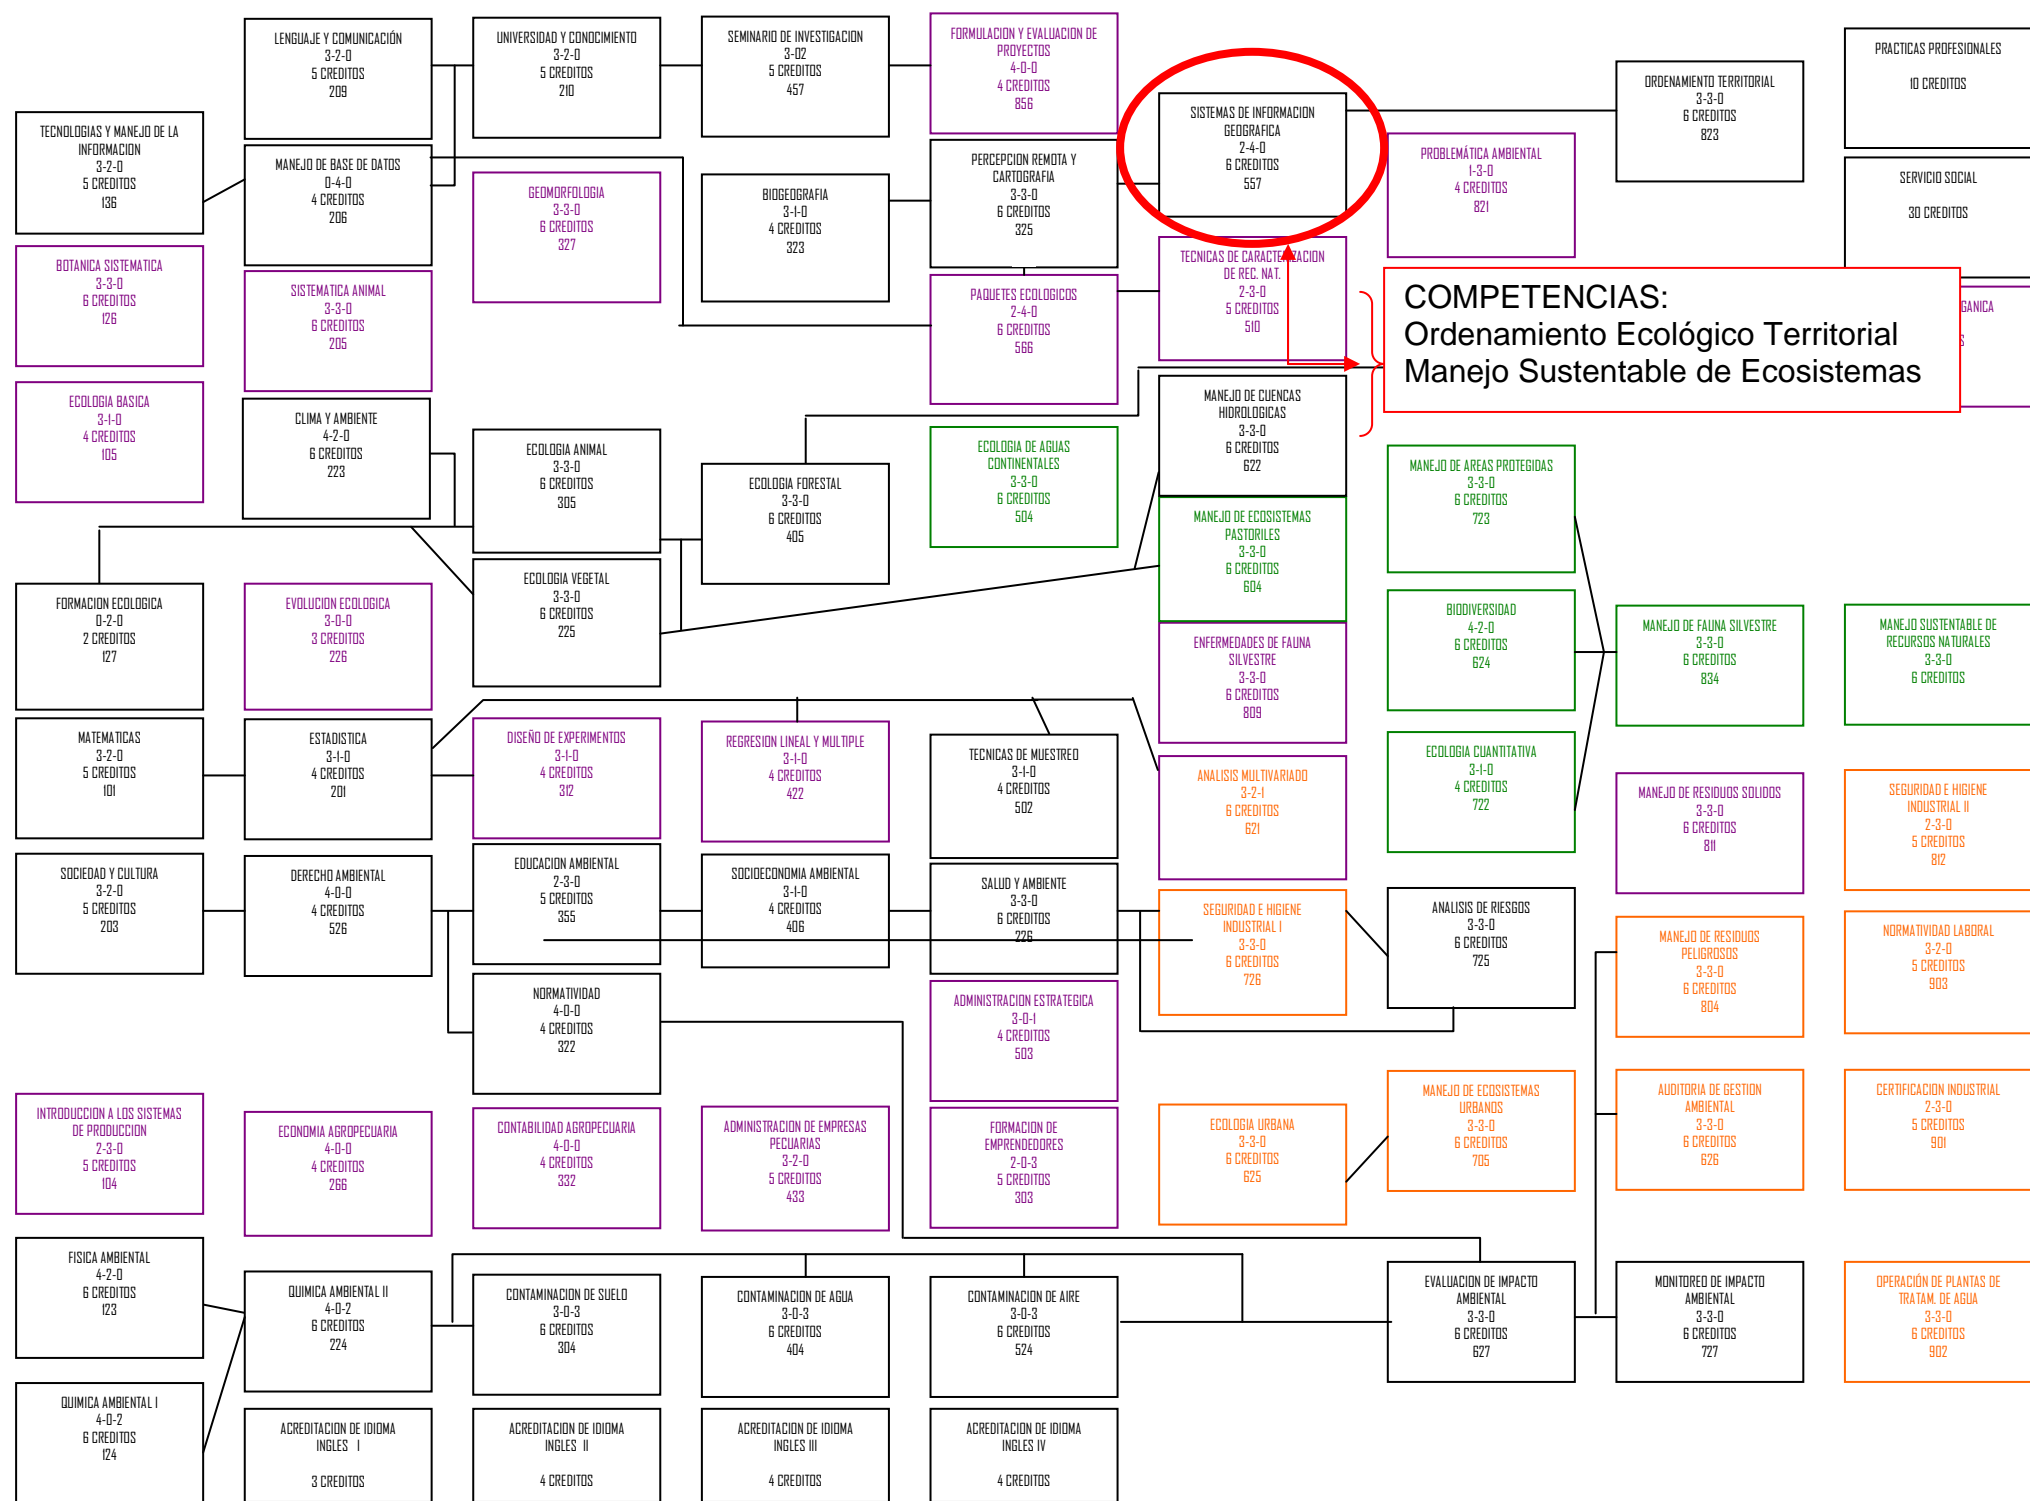 TECNOLOGIAS Y MANEJO DE LA
INFORMACION
3-2-0
5 CREDITOS
136
BOTANICA SISTEMATICA
3-3-0
6 CREDITOS
126
ECOLOGIA BASICA
3-1-0
4 CREDITOS
105
FORMACION ECOLOGICA
0-2-0
2 CREDITOS
127
MATEMATICAS
3-2-0
5 CREDITOS
101
SOCIEDAD Y CULTURA
3-2-0
5 CREDITOS
203
INTRODUCCION A LOS SISTEMAS
DE PRODUCCION
2-3-0
5 CREDITOS
104
FISICA AMBIENTAL
4-2-0
6 CREDITOS
123
QUIMICA AMBIENTAL I
4-0-2
6 CREDITOS
124
LENGUAJE Y COMUNICACIÓN
3-2-0
5 CREDITOS
209
MANEJO DE BASE DE DATOS
0-4-0
4 CREDITOS
206
SISTEMATICA ANIMAL
3-3-0
6 CREDITOS
205
CLIMA Y AMBIENTE
4-2-0
6 CREDITOS
223
EVOLUCION ECOLOGICA
3-0-0
3 CREDITOS
226
ESTADISTICA
3-1-0
4 CREDITOS
201
DERECHO AMBIENTAL
4-0-0
4 CREDITOS
526
ECONOMIA AGROPECUARIA
4-0-0
4 CREDITOS
266
QUIMICA AMBIENTAL II
4-0-2
6 CREDITOS
224
ACREDITACION DE IDIOMA
INGLES I
3 CREDITOS
UNIVERSIDAD Y CONOCIMIENTO
3-2-0
5 CREDITOS
210
GEOMORFOLOGIA
3-3-0
6 CREDITOS
327
ECOLOGIA ANIMAL
3-3-0
6 CREDITOS
305
ECOLOGIA VEGETAL
3-3-0
6 CREDITOS
225
DISEÑO DE EXPERIMENTOS
3-1-0
4 CREDITOS
312
EDUCACION AMBIENTAL
2-3-0
5 CREDITOS
355
NORMATIVIDAD
4-0-0
4 CREDITOS
322
CONTABILIDAD AGROPECUARIA
4-0-0
4 CREDITOS
332
CONTAMINACION DE SUELO
3-0-3
6 CREDITOS
304
ACREDITACION DE IDIOMA
INGLES II
4 CREDITOS
SEMINARIO DE INVESTIGACION
3-02
5 CREDITOS
457
BIOGEOGRAFIA
3-1-0
4 CREDITOS
323
ECOLOGIA FORESTAL
3-3-0
6 CREDITOS
405
REGRESION LINEAL Y MULTIPLE
3-1-0
4 CREDITOS
422
SOCIOECONOMIA AMBIENTAL
3-1-0
4 CREDITOS
406
ADMINISTRACION DE EMPRESAS
PECUARIAS
3-2-0
5 CREDITOS
433
CONTAMINACION DE AGUA
3-0-3
6 CREDITOS
404
ACREDITACION DE IDIOMA
INGLES III
4 CREDITOS
FORMULACION Y EVALUACION DE
PROYECTOS
4-0-0
4 CREDITOS
856
PERCEPCION REMOTA Y
CARTOGRAFIA
3-3-0
6 CREDITOS
325
PAQUETES ECOLOGICOS
2-4-0
6 CREDITOS
566
ECOLOGIA DE AGUAS
CONTINENTALES
3-3-0
6 CREDITOS
504
TECNICAS DE MUESTREO
3-1-0
4 CREDITOS
502
SALUD Y AMBIENTE
3-3-0
6 CREDITOS
226
ADMINISTRACION ESTRATEGICA
3-0-1
4 CREDITOS
503
FORMACION DE
EMPRENDEDORES
2-0-3
5 CREDITOS
303
CONTAMINACION DE AIRE
3-0-3
6 CREDITOS
524
ACREDITACION DE IDIOMA
INGLES IV
4 CREDITOS
SISTEMAS DE INFORMACION
GEOGRAFICA
2-4-0
6 CREDITOS
557
TECNICAS DE CARACTERIZACION
DE REC. NAT.
2-3-0
5 CREDITOS
510
MANEJO DE CUENCAS
HIDROLOGICAS
3-3-0
6 CREDITOS
622
MANEJO DE ECOSISTEMAS
PASTORILES
3-3-0
6 CREDITOS
604
ENFERMEDADES DE FAUNA
SILVESTRE
3-3-0
6 CREDITOS
809
ANALISIS MULTIVARIADO
3-2-1
6 CREDITOS
621
SEGURIDAD E HIGIENE
INDUSTRIAL I
3-3-0
6 CREDITOS
726
ECOLOGIA URBANA
3-3-0
6 CREDITOS
625
PROBLEMÁTICA AMBIENTAL
1-3-0
4 CREDITOS
821
COMPETENCIAS:
Ordenamiento Ecológico Territorial
Manejo Sustentable de Ecosistemas
MANEJO DE AREAS PROTEGIDAS
3-3-0
6 CREDITOS
723
BIODIVERSIDAD
4-2-0
6 CREDITOS
624
ECOLOGIA CUANTITATIVA
3-1-0
4 CREDITOS
722
ANALISIS DE RIESGOS
3-3-0
6 CREDITOS
725
MANEJO DE ECOSISTEMAS
URBANOS
3-3-0
6 CREDITOS
705
EVALUACION DE IMPACTO
AMBIENTAL
3-3-0
6 CREDITOS
627
ORDENAMIENTO TERRITORIAL
3-3-0
6 CREDITOS
823
MANEJO DE FAUNA SILVESTRE
3-3-0
6 CREDITOS
834
MANEJO DE RESIDUOS SOLIDOS
3-3-0
6 CREDITOS
811
MANEJO DE RESIDUOS
PELIGROSOS
3-3-0
6 CREDITOS
804
AUDITORIA DE GESTION
AMBIENTAL
3-3-0
6 CREDITOS
626
MONITOREO DE IMPACTO
AMBIENTAL
3-3-0
6 CREDITOS
727
PRACTICAS PROFESIONALES
10 CREDITOS
SERVICIO SOCIAL
30 CREDITOS
GANICA
S
MANEJO SUSTENTABLE DE
RECURSOS NATURALES
3-3-0
6 CREDITOS
SEGURIDAD E HIGIENE
INDUSTRIAL II
2-3-0
5 CREDITOS
812
NORMATIVIDAD LABORAL
3-2-0
5 CREDITOS
903
CERTIFICACION INDUSTRIAL
2-3-0
5 CREDITOS
901
OPERACIÓN DE PLANTAS DE
TRATAM. DE AGUA
3-3-0
6 CREDITOS
902